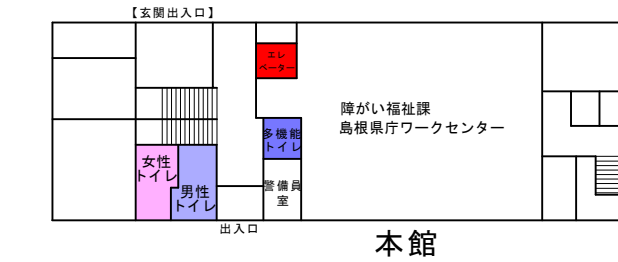 【玄関出入口】
エレ
ベーター
障がい福祉課
島根県庁ワークセンター
多機能
トイレ
女性
トイレ
男性
トイレ
警備員
室
出入口
本館